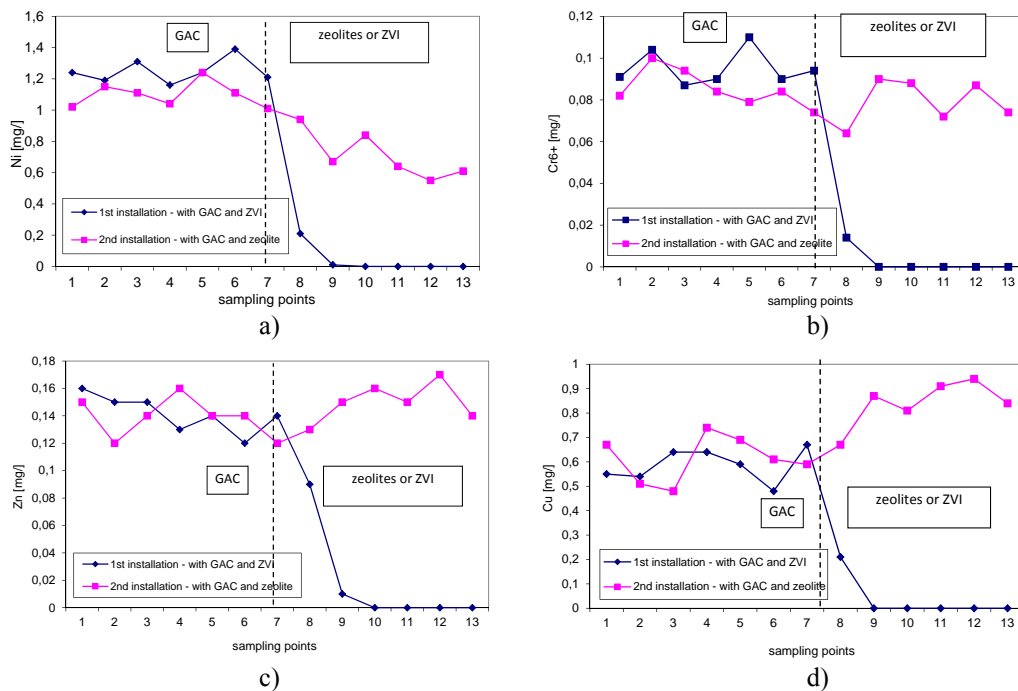 GAC
zeolites or ZVI
1,6
1,4
1,2
1
0,8
0,6
0,4
0,2
0
Ni [mg/]
1st installation - with GAC and ZVI
2nd installation - with GAC and zeolite
1 2 3 4 5 6 7 8 9 10 11 12 13
sampling points
a)
GAC
zeolites or ZVI
0,12
0,1
0,08
0,06
0,04
0,02
0
Cr6+ [mg/]
1st installation - with GAC and ZVI
2nd installation - with GAC and zeolite
1 2 3 4 5 6 7 8 9 10 11 12 13
sampling points
b)
0,18
0,16
0,14
0,12
0,1
0,08
0,06
0,04
0,02
0
Zn [mg/]
GAC
zeolites or ZVI
1st installation - with GAC and ZVI
2nd installation - with GAC and zeolite
1 2 3 4 5 6 7 8 9 10 11 12 13
sampling points
c)
1
0,9
0,8
0,7
0,6
0,5
0,4
0,3
0,2
0,1
0
Cu [mg/]
GAC
zeolites or ZVI
1st installation - with GAC and ZVI
2nd installation - with GAC and zeolite
1 2 3 4 5 6 7 8 9 10 11 12 13
sampling points
d)